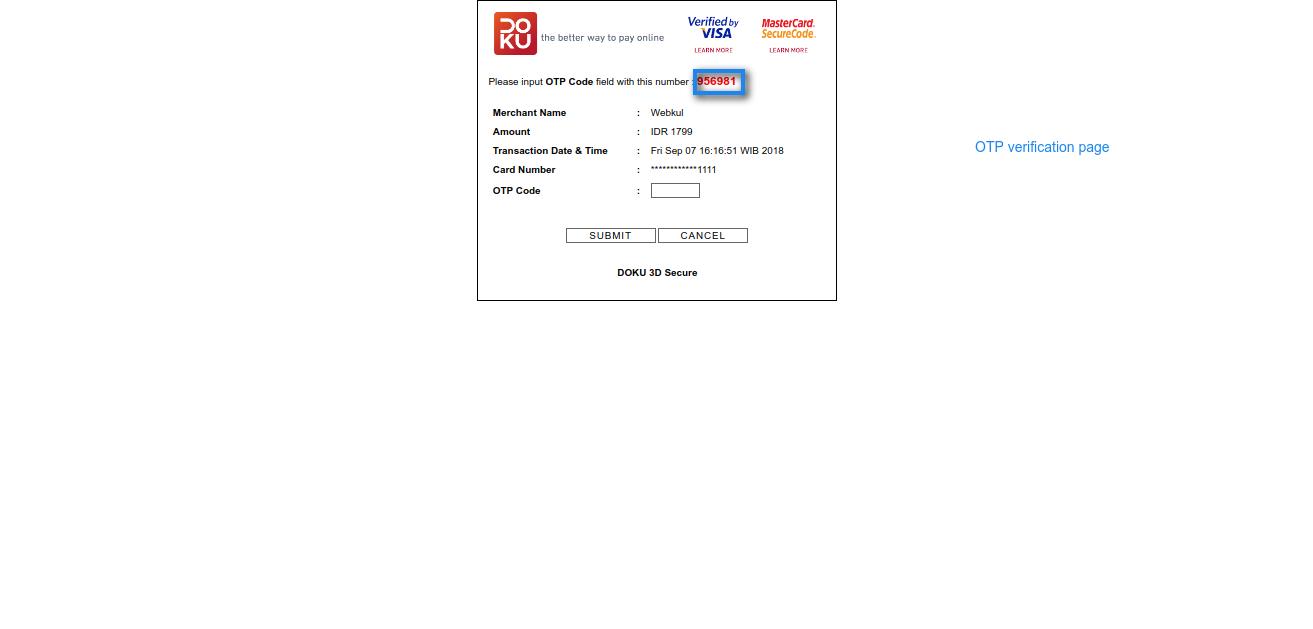 DOKU the better way to pay online
Verified by VISA
LEARN MORE
MasterCard. SecureCode.
LEARN MORE
Please input OTP Code field with this number : 956981
Merchant Name : Webkul
Amount : IDR 1799
Transaction Date & Time : Fri Sep 07 16:16:51 WIB 2018
OTP verification page
Card Number : ************1111
OTP Code :
SUBMIT CANCEL
DOKU 3D Secure